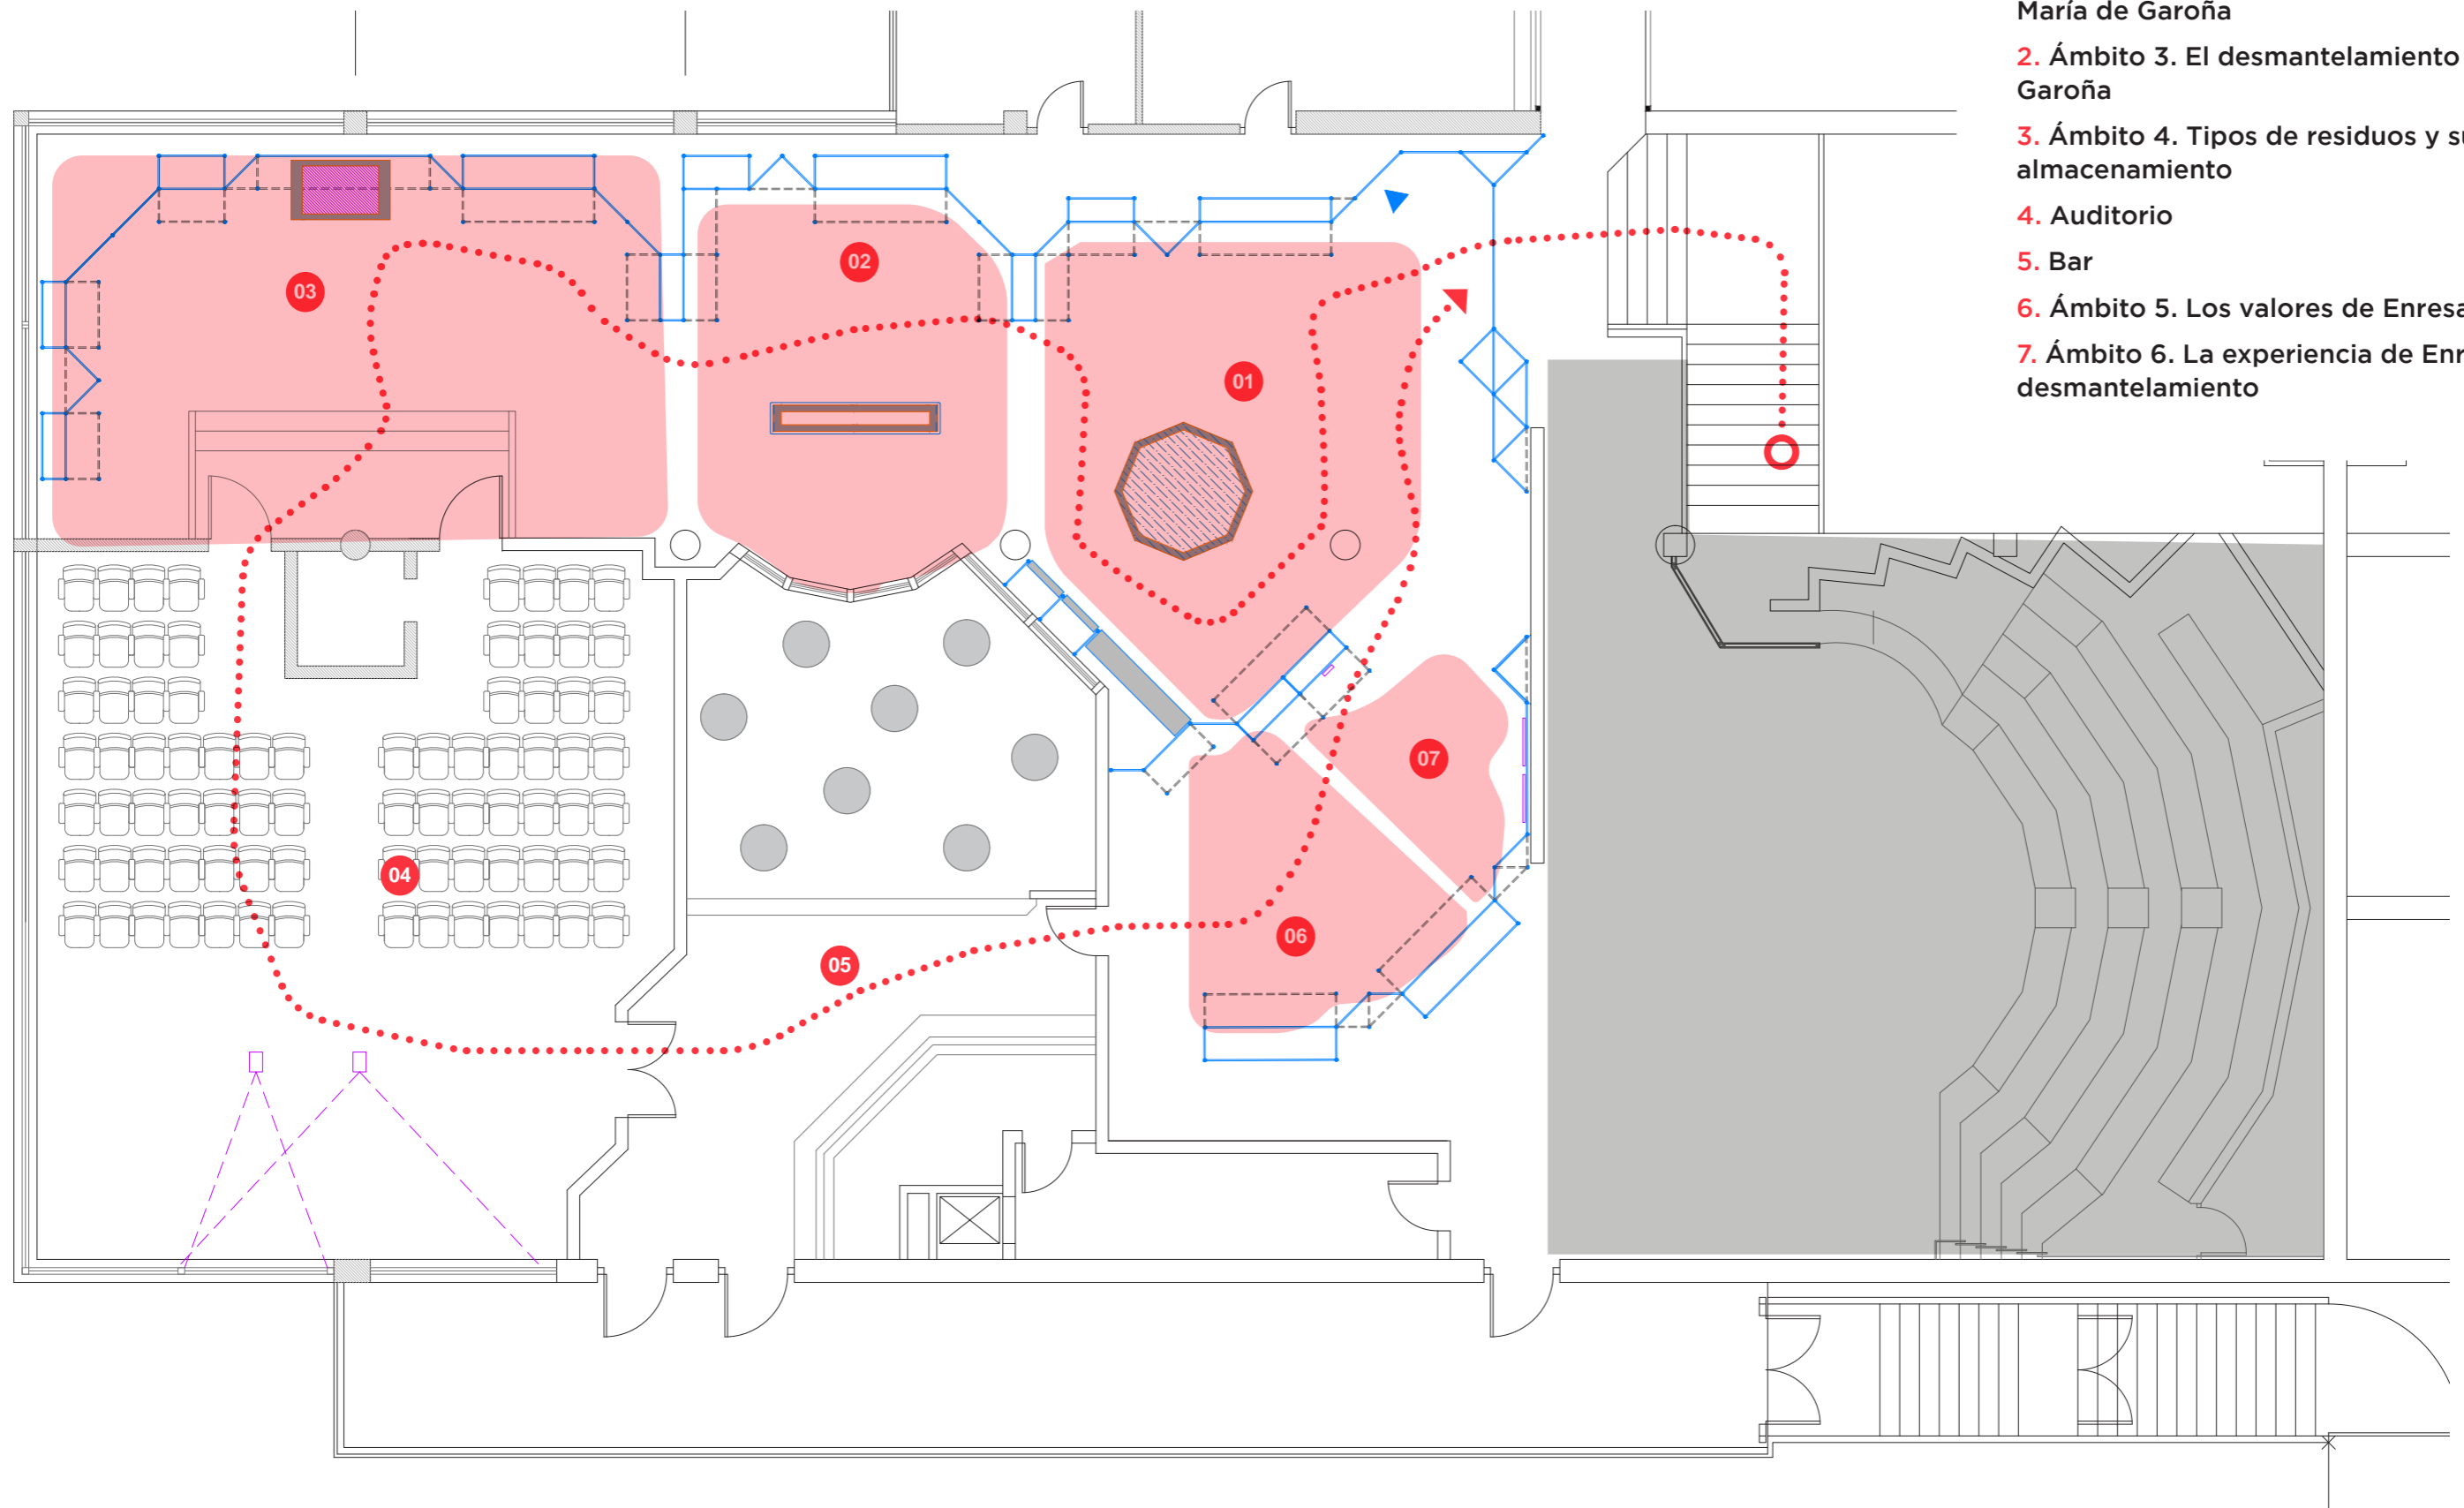 María de Garoña
2. Ámbito 3. El desmantelamiento
Garoña
3. Ámbito 4. Tipos de residuos y su
almacenamiento
4. Auditorio
5. Bar
6. Ámbito 5. Los valores de Enresa
7. Ámbito 6. La experiencia de Enr
desmantelamiento
03
02
01
07
04
06
05